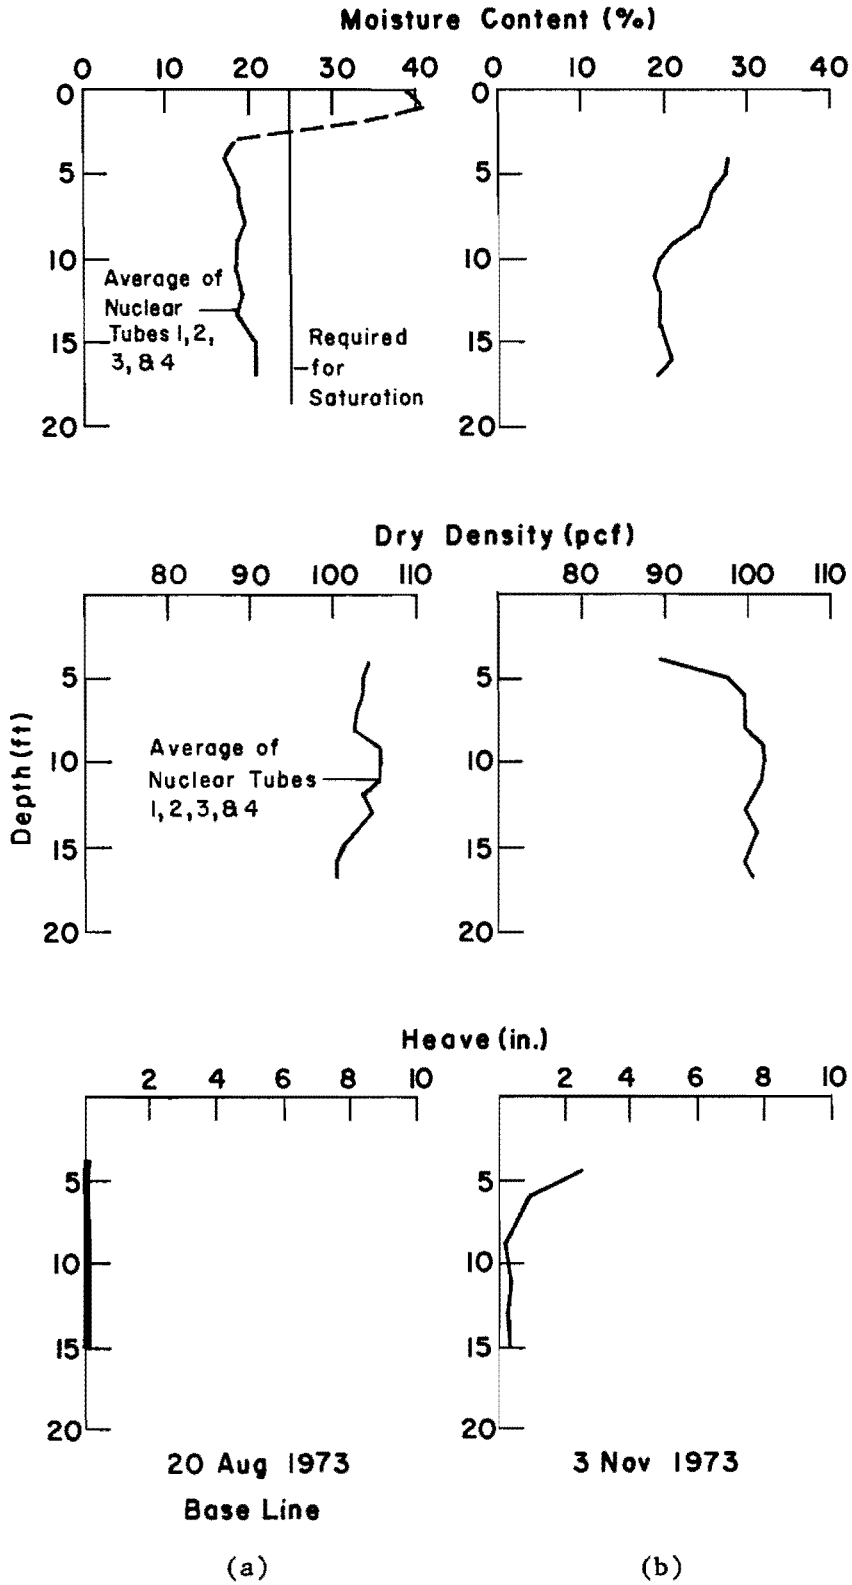 Moisture Content (%)
0 10 20 30 40 0 10 20 30 40
0 0
5 5
10 10
Average of
Nuclear
Tubes 1, 2,
3, & 4
Required
for
Saturation
15 15
20 20
Dry Density (pcf)
80 90 100 110 80 90 100 110
5 5
Depth (ft)
Average of
Nuclear Tubes
1, 2, 3, & 4
10 10
15 15
20 20
Heave (in.)
2 4 6 8 10 2 4 6 8 10
5 5
10 10
15 15
20 20
20 Aug 1973 3 Nov 1973
Base Line
(a) (b)